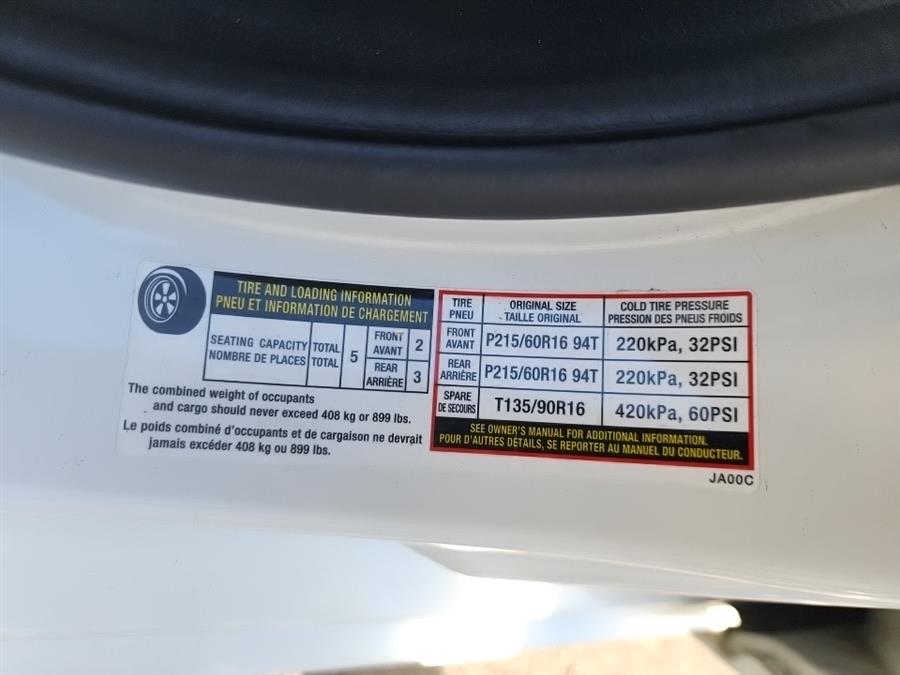 TIRE AND LOADING INFORMATION
PNEU ET INFORMATION DE CHARGEMENT
SEATING CAPACITY TOTAL 5 FRONT 2
NOMBRE DE PLACES TOTAL AVANT
REAR 3
ARRIÈRE
The combined weight of occupants
and cargo should never exceed 408 kg or 899 lbs.
Le poids combiné d'occupants et de cargaison ne devrait
jamais excéder 408 kg ou 899 lbs.
TIRE ORIGINAL SIZE COLD TIRE PRESSURE
PNEU TAILLE ORIGINAL PRESSION DES PNEUS FROIDS
FRONT AVANT P215/60R16 94T 220kPa, 32PSI
REAR ARRIÈRE P215/60R16 94T 220kPa, 32PSI
SPARE DE SECOURS T135/90R16 420kPa, 60PSI
SEE OWNER'S MANUAL FOR ADDITIONAL INFORMATION.
POUR D'AUTRES DÉTAILS, SE REPORTER AU MANUEL DU CONDUCTEUR.
JA00C